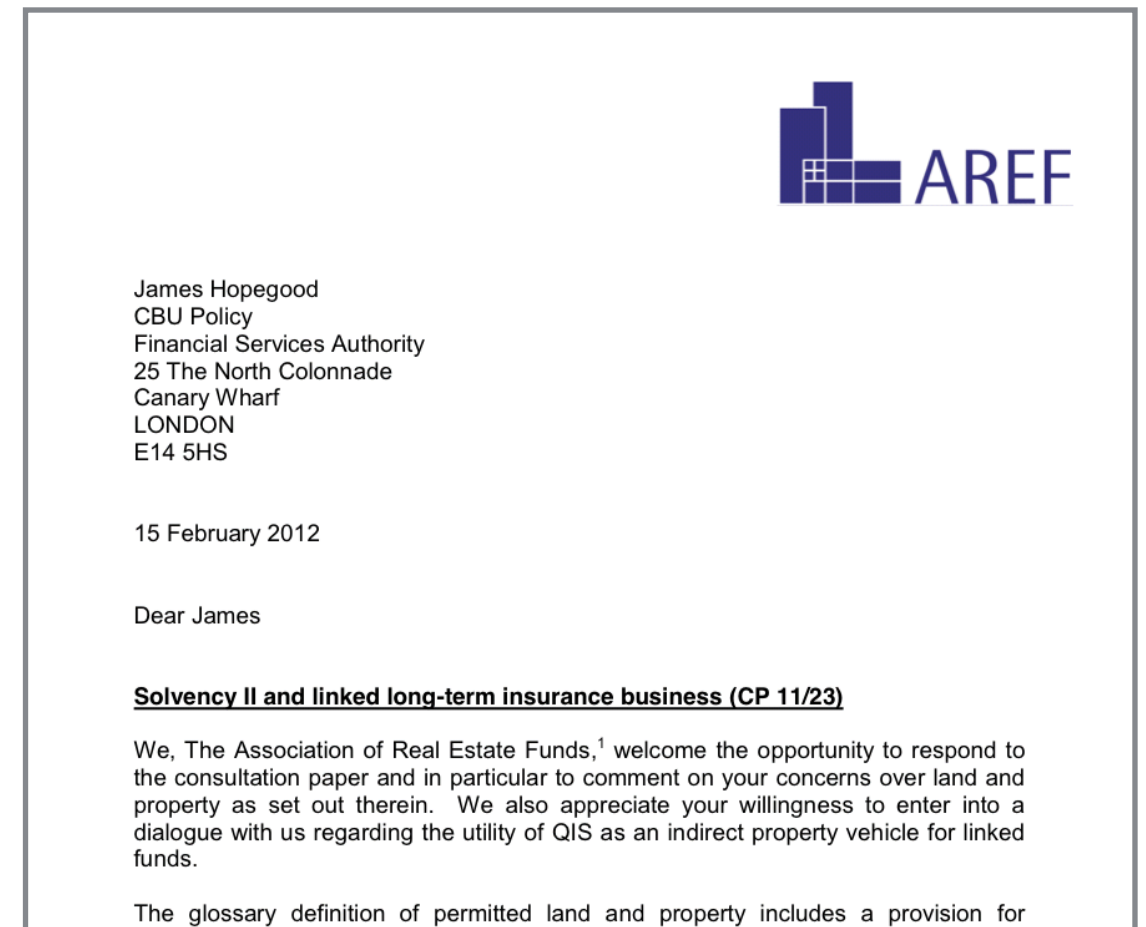 AREF
James Hopegood
CBU Policy
Financial Services Authority
25 The North Colonnade
Canary Wharf
LONDON
E14 5HS
15 February 2012
Dear James
Solvency II and linked long-term insurance business (CP 11/23)
We, The Association of Real Estate Funds,¹ welcome the opportunity to respond to
the consultation paper and in particular to comment on your concerns over land and
property as set out therein.  We also appreciate your willingness to enter into a
dialogue with us regarding the utility of QIS as an indirect property vehicle for linked
funds.
The glossary definition of permitted land and property includes a provision for